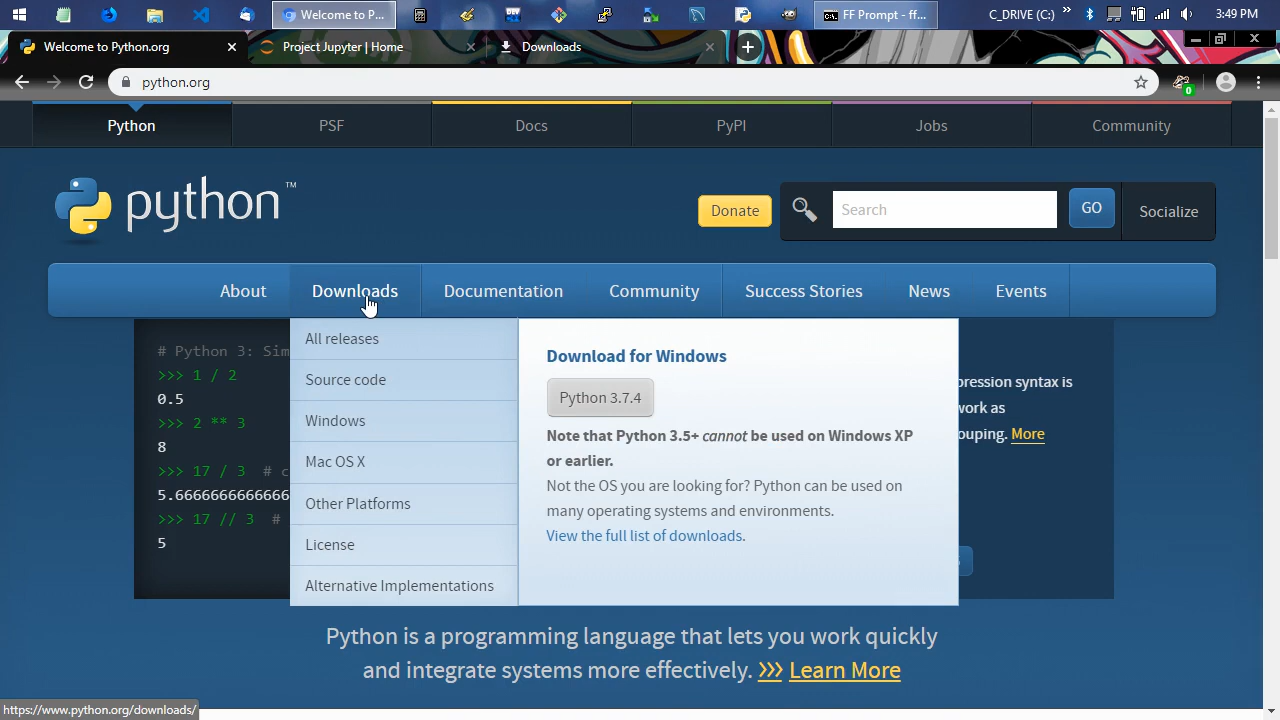 Welcome to P...
FF Prompt - ff...
C_DRIVE (C:)
»
3:49 PM
Welcome to Python.org
Project Jupyter | Home
Downloads
python.org
0
Python
PSF
Docs
PyPI
Jobs
Community
python™
Donate
Search
GO
Socialize
About
Downloads
Documentation
Community
Success Stories
News
Events
# Python 3: Sim
>>> 1 / 2
0.5
>>> 2 ** 3
8
>>> 17 / 3 # c
5.6666666666666
>>> 17 // 3 #
5
All releases
Source code
Windows
Mac OS X
Other Platforms
License
Alternative Implementations
Download for Windows
Python 3.7.4
Note that Python 3.5+ cannot be used on Windows XP
or earlier.
Not the OS you are looking for? Python can be used on
many operating systems and environments.
View the full list of downloads.
pression syntax is
work as
ouping. More
Python is a programming language that lets you work quickly
and integrate systems more effectively. >>> Learn More
https://www.python.org/downloads/